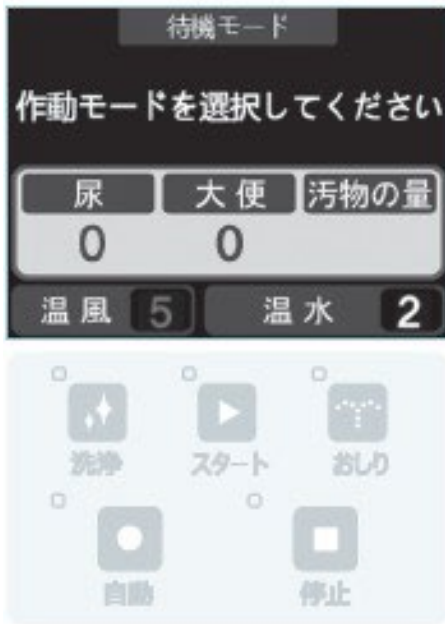 待機モード
作動モードを選択してください
尿 大便 汚物の量
0 0
温風 5 温水 2
洗浄 スタート おしり
自動 停止